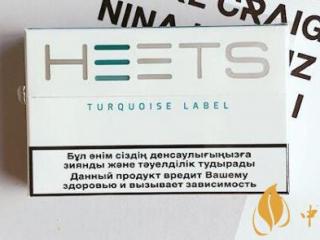 CRAIG
NINA
HEETS
TURQUOISE LABEL
Бұл өнім сіздің денсаулығыңызға
зиянды және тәуелділік тудырады
Данный продукт вредит Вашему
здоровью и вызывает зависимость
中